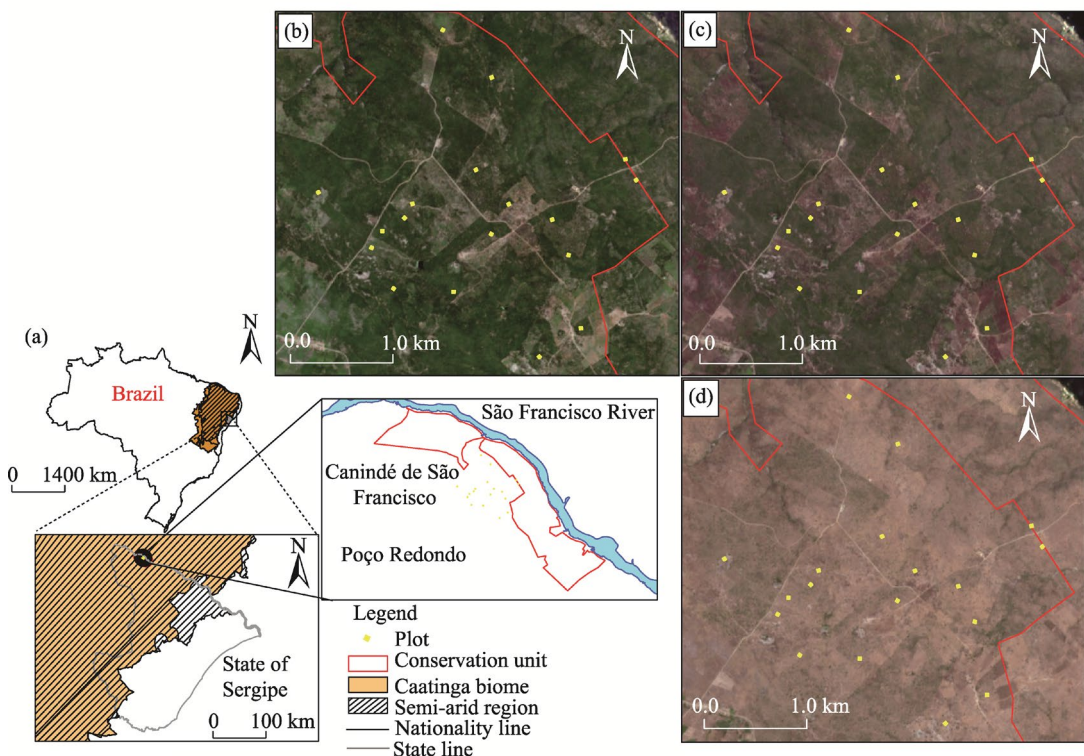 (a)
N
Brazil
0 1400 km
N
State of
Sergipe
0 100 km
São Francisco River
Canindé de São
Francisco
Poço Redondo
Legend
Plot
Conservation unit
Caatinga biome
Semi-arid region
Nationality line
State line
(b)
N
0.0 1.0 km
(c)
N
0.0 1.0 km
(d)
N
0.0 1.0 km